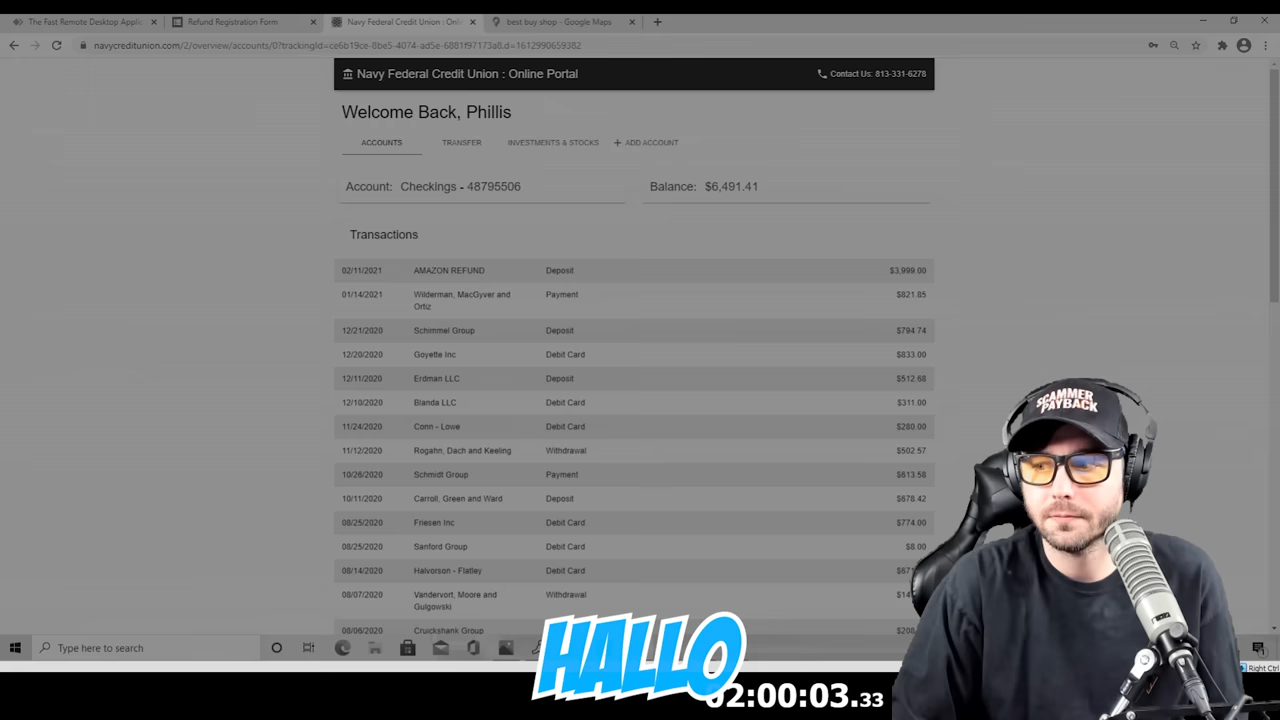 The Fast Remote Desktop Appli
Refund Registration Form
Navy Federal Credit Union : Onli
best buy shop - Google Maps
navycreditunion.com/2/overview/accounts/0?trackingId=ce6b19ce-8be5-4074-ad5e-6881f97173a8.d=1612990659382
Navy Federal Credit Union : Online Portal
Contact Us: 813-331-6278
Welcome Back, Phillis
ACCOUNTS TRANSFER INVESTMENTS & STOCKS + ADD ACCOUNT
Account: Checkings - 48795506 Balance: $6,491.41
Transactions
02/11/2021 AMAZON REFUND Deposit $3,999.00
01/14/2021 Wilderman, MacGyver and Payment $821.85
Ortiz
12/21/2020 Schimmel Group Deposit $794.74
12/20/2020 Goyette Inc Debit Card $833.00
12/11/2020 Erdman LLC Deposit $512.68
12/10/2020 Blanda LLC Debit Card $311.00
11/24/2020 Conn - Lowe Debit Card $280.00
11/12/2020 Rogahn, Dach and Keeling Withdrawal $502.57
10/26/2020 Schmidt Group Payment $613.58
10/11/2020 Carroll, Green and Ward Deposit $678.42
08/25/2020 Friesen Inc Debit Card $774.00
08/25/2020 Sanford Group Debit Card $8.00
08/14/2020 Halvorson - Flatley Debit Card
08/07/2020 Vandervort, Moore and Withdrawal
Gulgowski
08/06/2020 Cruickshank Group
SCAMMER
PAYBACK
Type here to search
Right Ctrl
HALLO
02:00:03.33